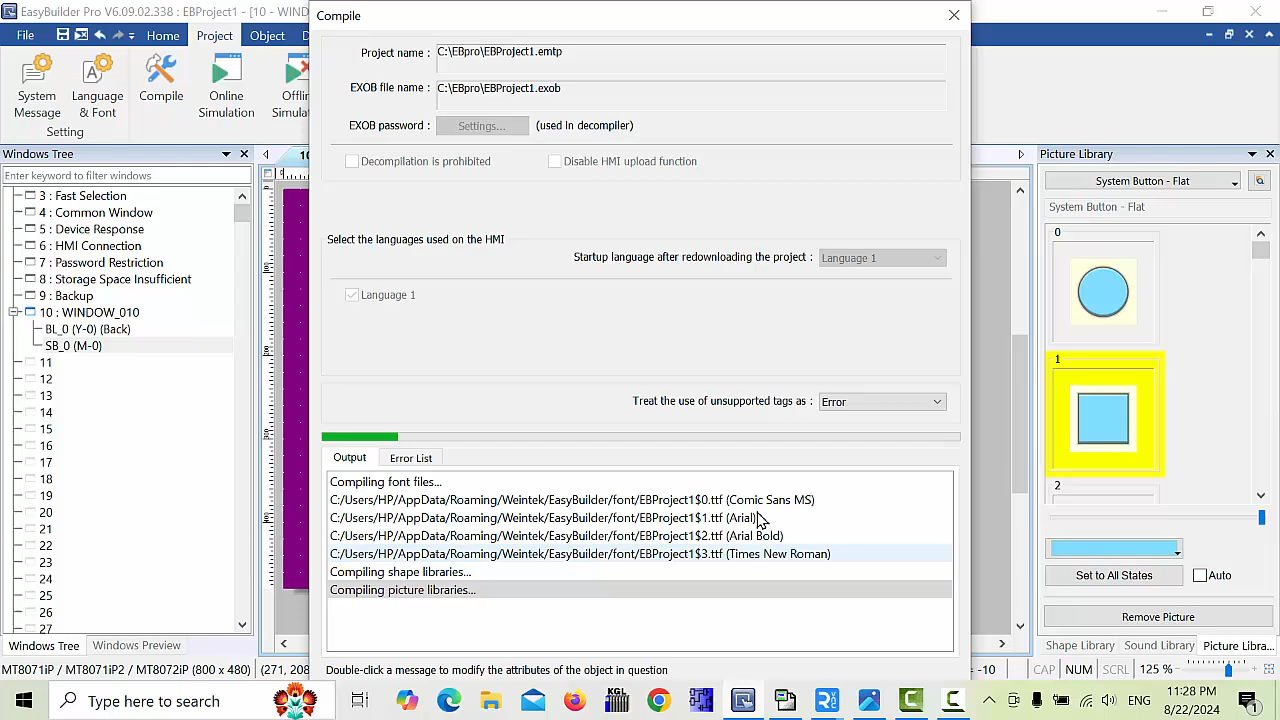 EasyBuilder Pro V6.09.02.338 : EBProject1 - [10 - WIND
Compile
File
Home
Project
Object
System Message
Language & Font
Compile
Online Simulation
Setting
Project name : C:\EBpro\EBProject1.emtp
EXOB file name : C:\EBpro\EBProject1.exob
EXOB password : Settings... (used in decompiler)
Decompilation is prohibited
Disable HMI upload function
Select the languages used on the HMI
Startup language after redownloading the project : Language 1
Language 1
Treat the use of unsupported tags as : Error
Output
Error List
Compiling font files...
C:/Users/HP/AppData/Roaming/Weintek/EasyBuilder/font/EBProject1$0.ttf (Comic Sans MS)
C:/Users/HP/AppData/Roaming/Weintek/EasyBuilder/font/EBProject1$1.ttf (Arial)
C:/Users/HP/AppData/Roaming/Weintek/EasyBuilder/font/EBProject1$2.ttf (Arial Bold)
C:/Users/HP/AppData/Roaming/Weintek/EasyBuilder/font/EBProject1$3.ttf (Times New Roman)
Compiling shape libraries...
Compiling picture libraries...
Double-click a message to modify the attributes of the object in question
Windows Tree
Enter keyword to filter windows
3 : Fast Selection
4 : Common Window
5 : Device Response
6 : HMI Connection
7 : Password Restriction
8 : Storage Space Insufficient
9 : Backup
10 : WINDOW_010
BL_0 (Y-0) (Back)
SB_0 (M-0)
11
12
13
14
15
16
17
18
19
20
21
22
23
24
25
26
27
Windows Tree
Windows Preview
Picture Library
System Button - Flat
System Button - Flat
0
1
2
Set to All States
Auto
Remove Picture
Shape Library
Sound Library
Picture Libra...
MT8071iP / MT8071iP2 / MT8072iP (800 x 480)
(271, 208
= -10
CAP
NUM
SCRL
125 %
Type here to search
ENG
11:28 PM
8/22/2024
1